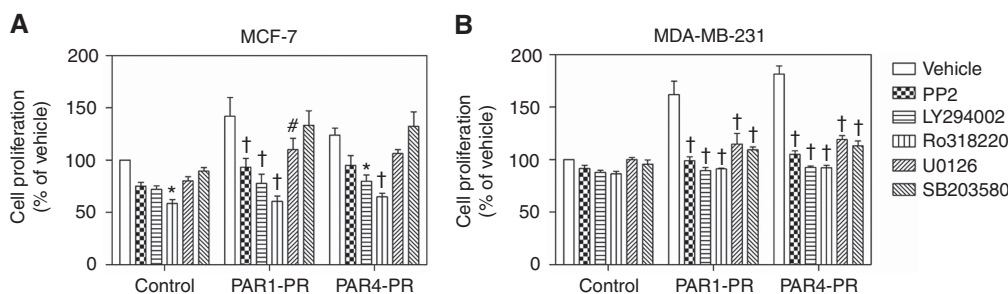 A
MCF-7
Cell proliferation
(% of vehicle)
200
150
100
50
0
*
†
†
†
#
*
†
Control
PAR1-PR
PAR4-PR
B
MDA-MB-231
Cell proliferation
(% of vehicle)
200
150
100
50
0
†
†
†
†
†
†
†
†
†
†
Control
PAR1-PR
PAR4-PR
Vehicle
PP2
LY294002
Ro318220
U0126
SB203580